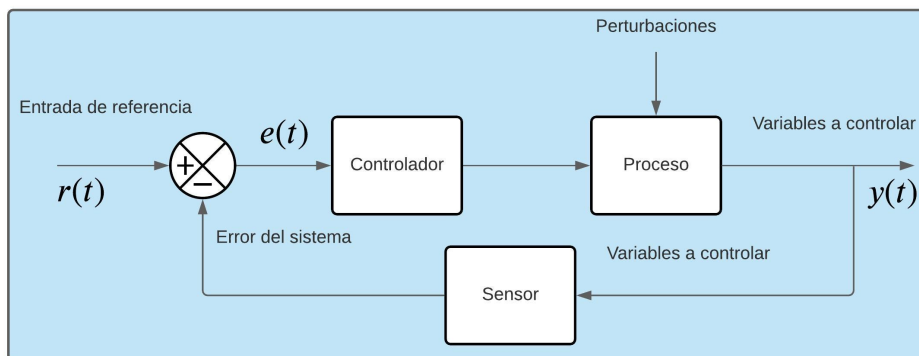 Perturbaciones
Entrada de referencia
Variables a controlar
e(t)
Controlador
Proceso
+
−
r(t)
y(t)
Error del sistema
Variables a controlar
Sensor